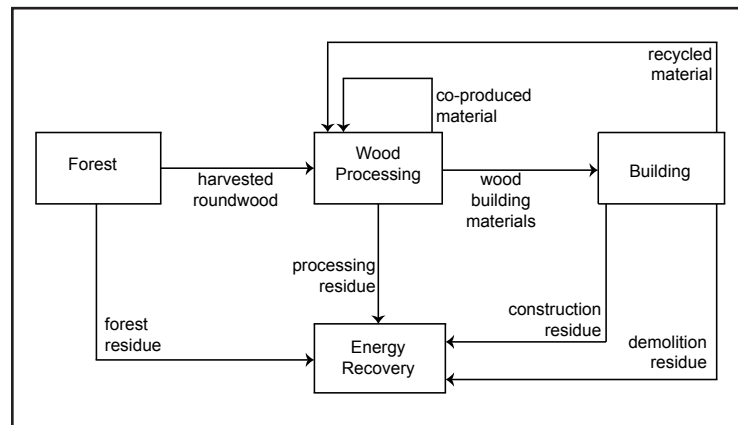 recycled
material
co-produced
material
Forest
Wood
Processing
Building
harvested
roundwood
wood
building
materials
processing
residue
construction
residue
forest
residue
Energy
Recovery
demolition
residue